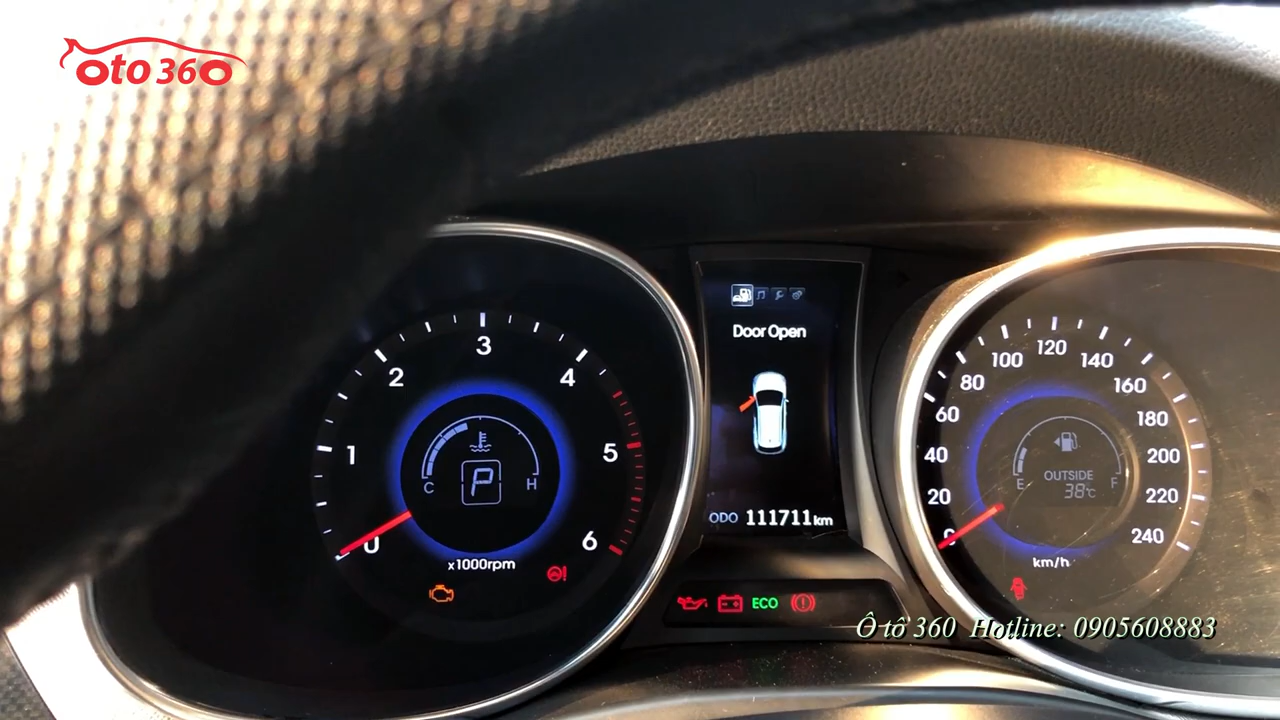 oto 360
3
2
4
1
5
C
P
H
0
6
x1000rpm
Door Open
ODO 111711 km
ECO
120
100
140
80
160
60
180
40
200
20
220
0
240
E
F
OUTSIDE
38°C
km/h
Ô tô 360 Hotline: 0905608883